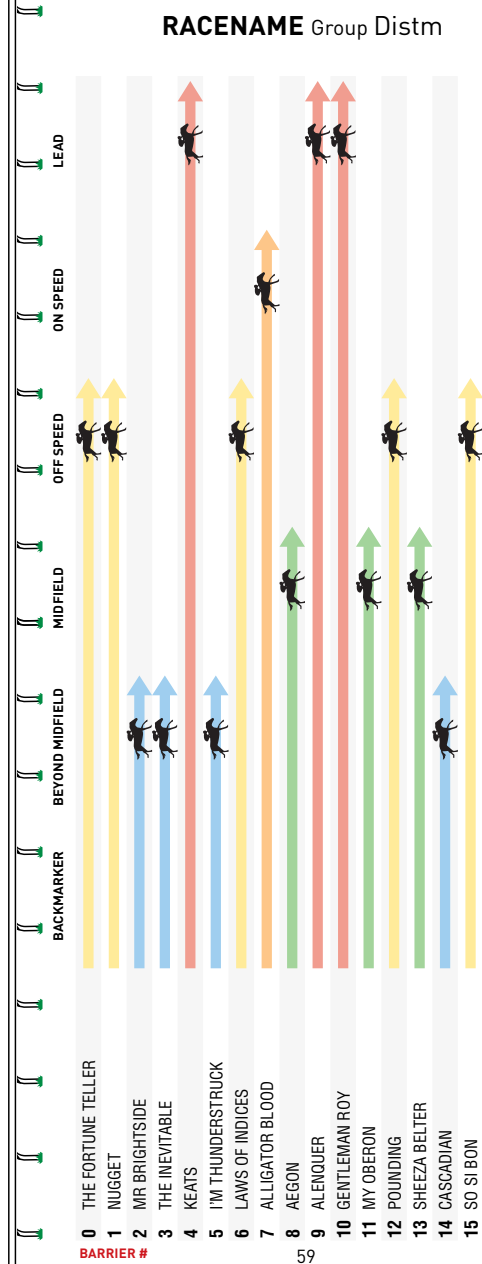 RACENAME Group Distm
LEAD
ON SPEED
OFF SPEED
MIDFIELD
BEYOND MIDFIELD
BACKMARKER
0 THE FORTUNE TELLER
1 NUGGET
2 MR BRIGHTSIDE
3 THE INEVITABLE
4 KEATS
5 I'M THUNDERSTRUCK
6 LAWS OF INDICES
7 ALLIGATOR BLOOD
8 AEGON
9 ALENQUER
10 GENTLEMAN ROY
11 MY OBERON
12 POUNDING
13 SHEEZA BELTER
14 CASCADIAN
15 SO SI BON
BARRIER #
59